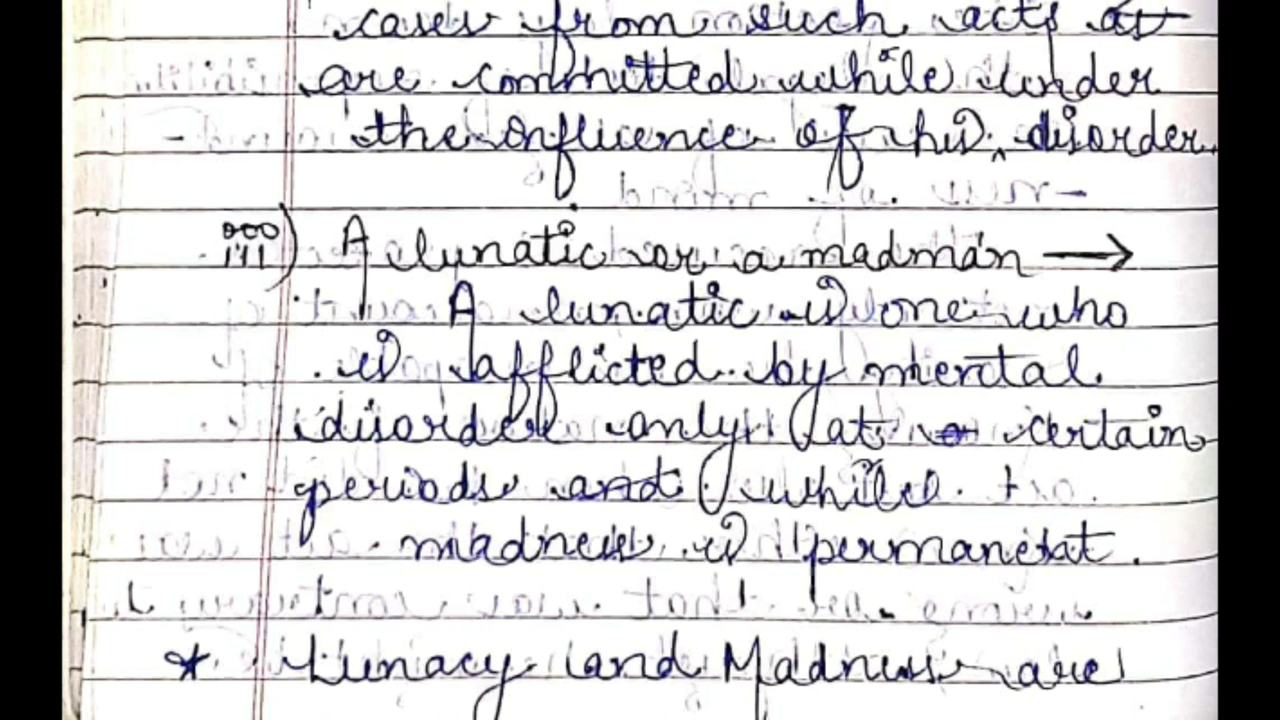 cases from such acts
are committed while under
the influence of his disorder.
iii) A lunatic or a madman →
A lunatic is one who
is afflicted by mental
disorder only at certain
periods and while
madness is permanent.
* Lunacy and Madness are